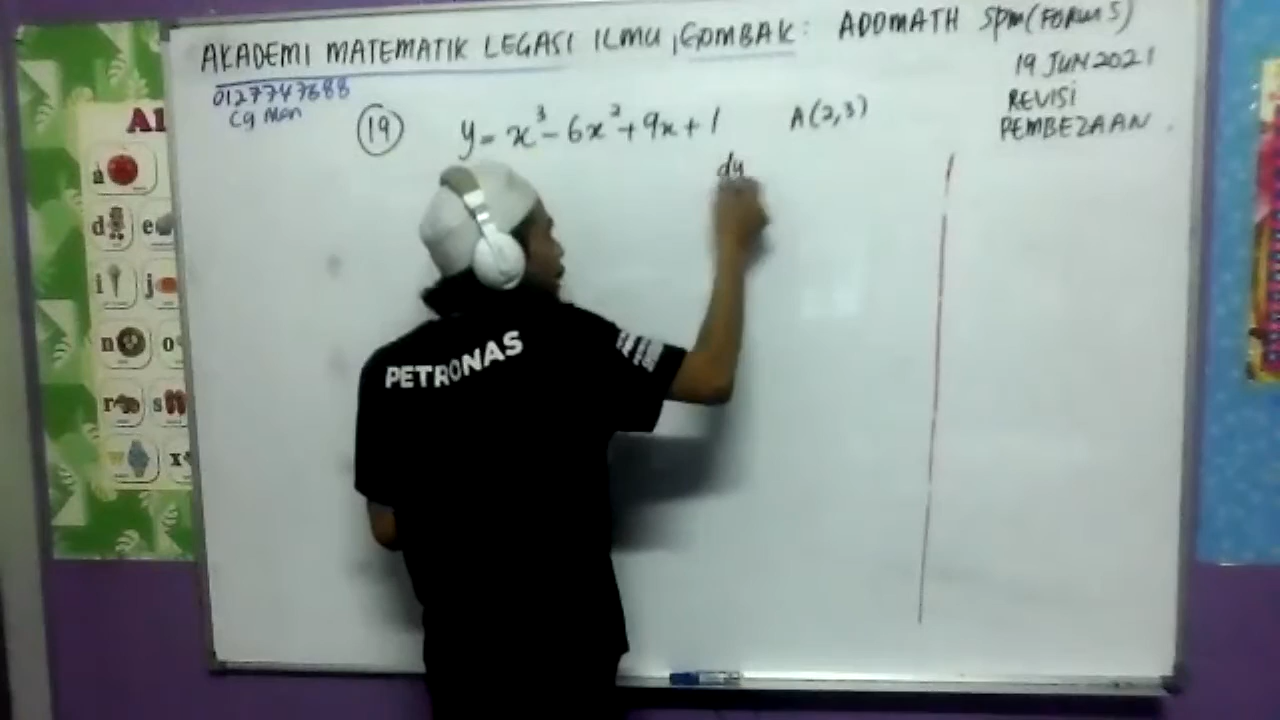 AKADEMI MATEMATIK LEGASI ILMU, GOMBAK: ADDMATH SPM (FORM 5)
0127747688
Cg Man
19 JUN 2021
REVISI
PEMBEZAAN.
19 y = x³ - 6x² + 9x + 1 A(2,3)
dy
PETRONAS
A1
a
d e
i j
n o
r s
w x